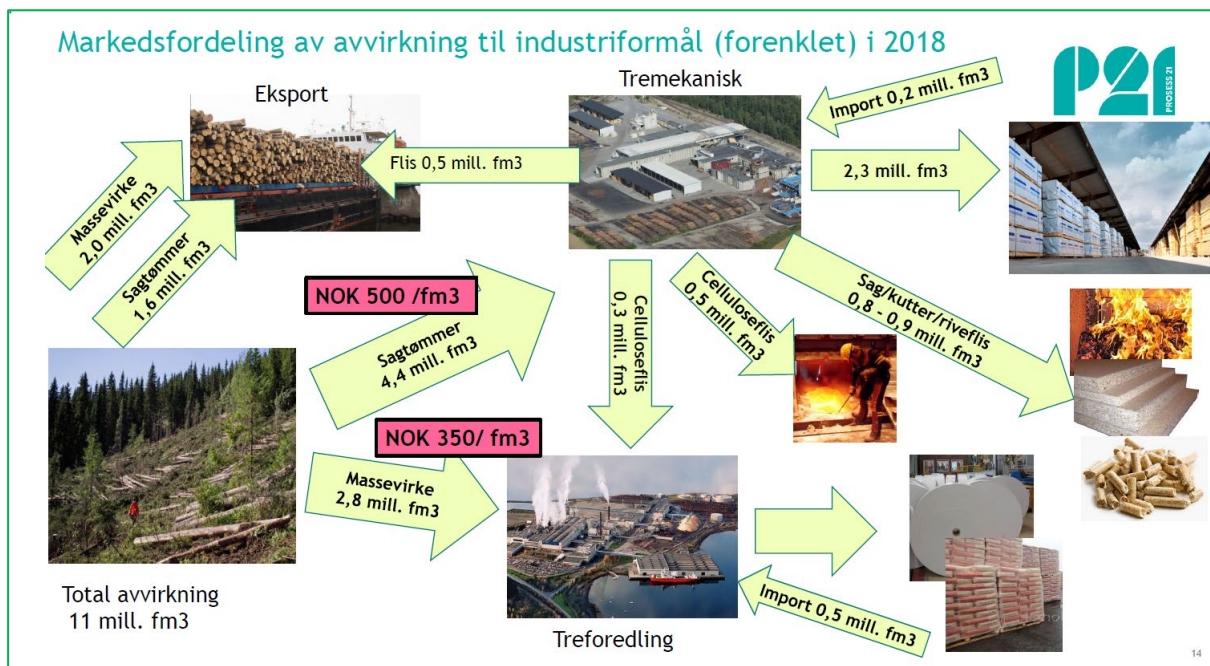 Markedsfordeling av avvirkning til industriformål (forenklet) i 2018
P21
PROSESS 21
Eksport
Tremekanisk
Import 0,2 mill. fm3
Massevirke
2,0 mill. fm3
Sagtømmer
1,6 mill. fm3
Flis 0,5 mill. fm3
2,3 mill. fm3
NOK 500 /fm3
Sagtømmer
4,4 mill. fm3
Celluloseflis
0,3 mill. fm3
Celluloseflis
0,5 mill. fm3
Sag/kutter/riveflis
0,8 - 0,9 mill. fm3
NOK 350/ fm3
Massevirke
2,8 mill. fm3
Total avvirkning
11 mill. fm3
Treforedling
Import 0,5 mill. fm3
14